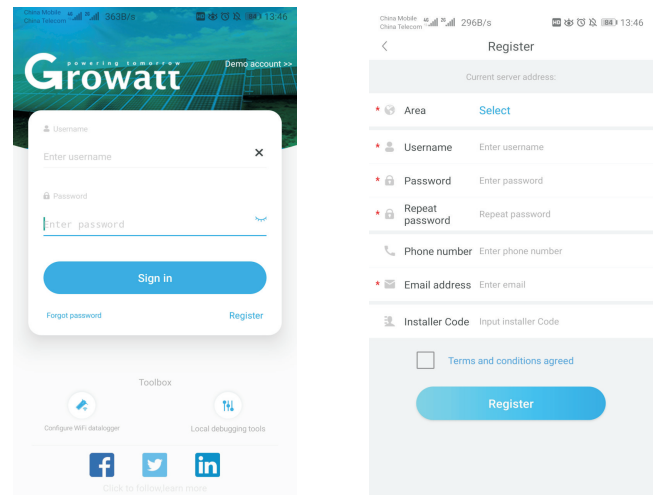 China Mobile
China Telecom
363B/s
84
13:46
powering tomorrow
Growatt
Demo account >>
Username
Enter username
Password
Enter password
Sign in
Forgot password
Register
Toolbox
Configure WiFi datalogger
Local debugging tools
Click to follow,learn more
China Mobile
China Telecom
296B/s
84
13:46
Register
Current server address:
* Area Select
* Username Enter username
* Password Enter password
* Repeat
password
Repeat password
Phone number Enter phone number
* Email address Enter email
Installer Code Input installer Code
Terms and conditions agreed
Register